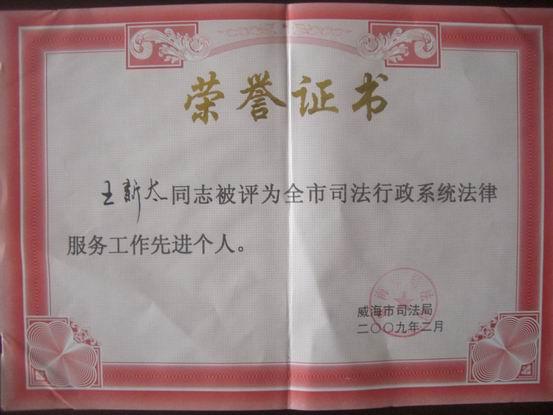 荣誉证书
王新太同志被评为全市司法行政系统法律
服务工作先进个人。
威海市司法局
二〇〇九年二月